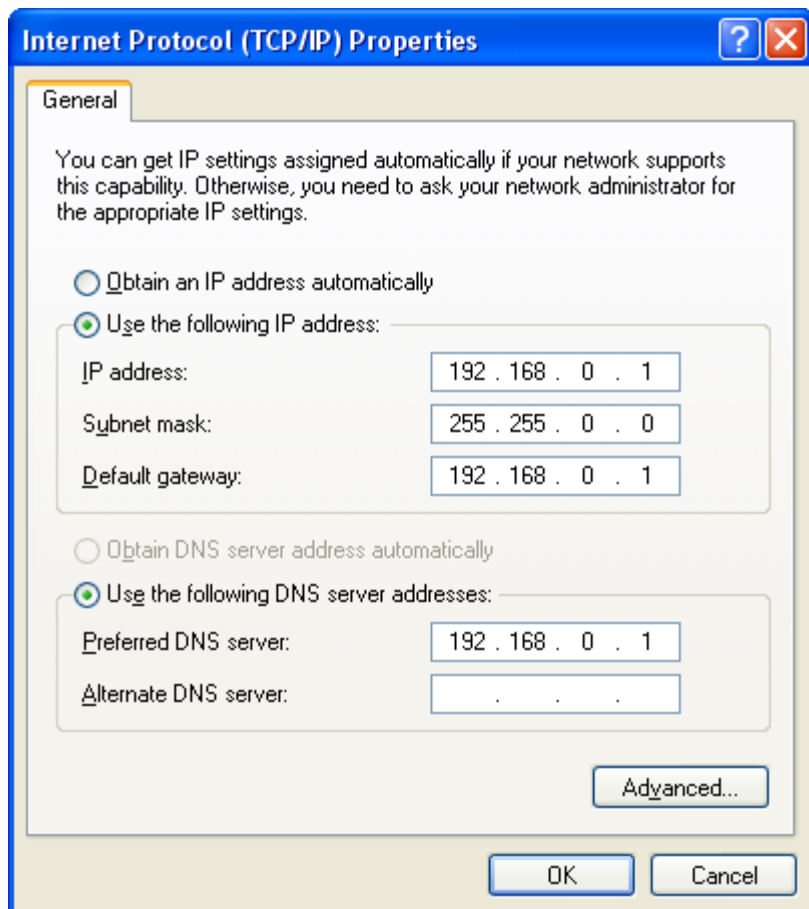 Internet Protocol (TCP/IP) Properties
General
You can get IP settings assigned automatically if your network supports
this capability. Otherwise, you need to ask your network administrator for
the appropriate IP settings.
Obtain an IP address automatically
Use the following IP address:
IP address: 192 . 168 . 0 . 1
Subnet mask: 255 . 255 . 0 . 0
Default gateway: 192 . 168 . 0 . 1
Obtain DNS server address automatically
Use the following DNS server addresses:
Preferred DNS server: 192 . 168 . 0 . 1
Alternate DNS server: . . .
Advanced...
OK Cancel